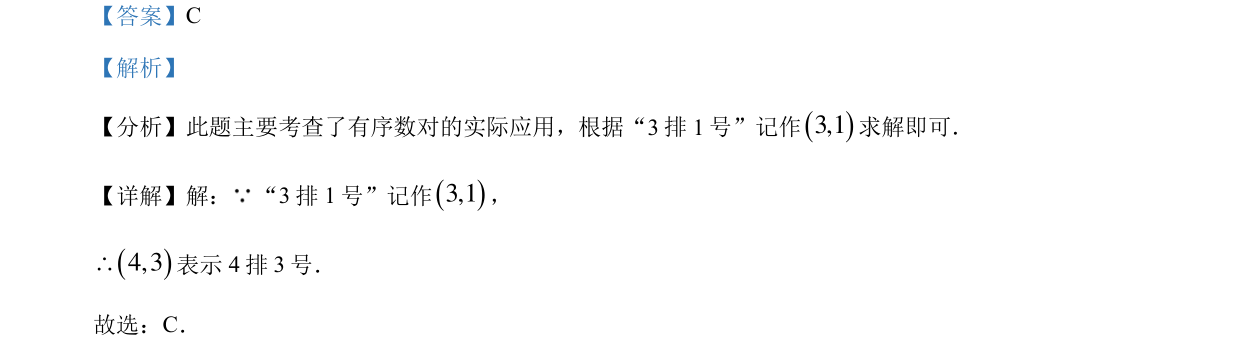 【答案】C
【解析】
【分析】此题主要考查了有序数对的实际应用，根据“3 排 1 号”记作(3,1)求解即可．
【详解】解：∵“3 排 1 号”记作(3,1)，
∴(4,3)表示 4 排 3 号．
故选：C．